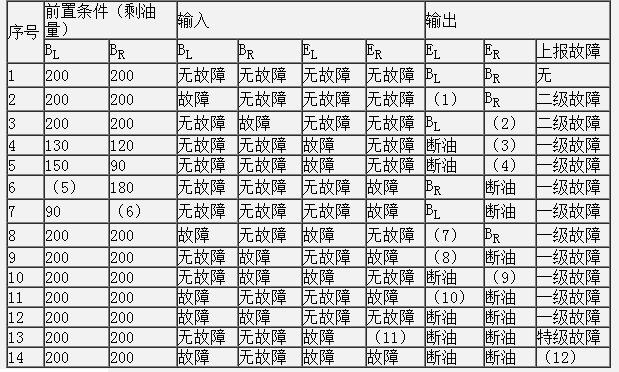 序号 前置条件（剩油量） 输入 输出
B_L B_R B_L B_R E_L E_R E_L E_R 上报故障
1 200 200 无故障 无故障 无故障 无故障 B_L B_R 无
2 200 200 故障 无故障 无故障 无故障 （1） B_R 二级故障
3 200 200 无故障 故障 无故障 无故障 B_L （2） 二级故障
4 130 120 无故障 无故障 故障 无故障 断油 （3） 一级故障
5 150 90 无故障 无故障 故障 无故障 断油 （4） 一级故障
6 （5） 180 无故障 无故障 无故障 故障 B_R 断油 一级故障
7 90 （6） 无故障 无故障 无故障 故障 B_L 断油 一级故障
8 200 200 故障 无故障 故障 无故障 （7） B_R 一级故障
9 200 200 无故障 故障 无故障 故障 （8） 断油 一级故障
10 200 200 无故障 故障 故障 无故障 断油 （9） 一级故障
11 200 200 故障 无故障 无故障 故障 （10） 断油 一级故障
12 200 200 故障 故障 无故障 无故障 断油 断油 一级故障
13 200 200 无故障 无故障 故障 （11） 断油 断油 特级故障
14 200 200 故障 无故障 故障 故障 断油 断油 （12）